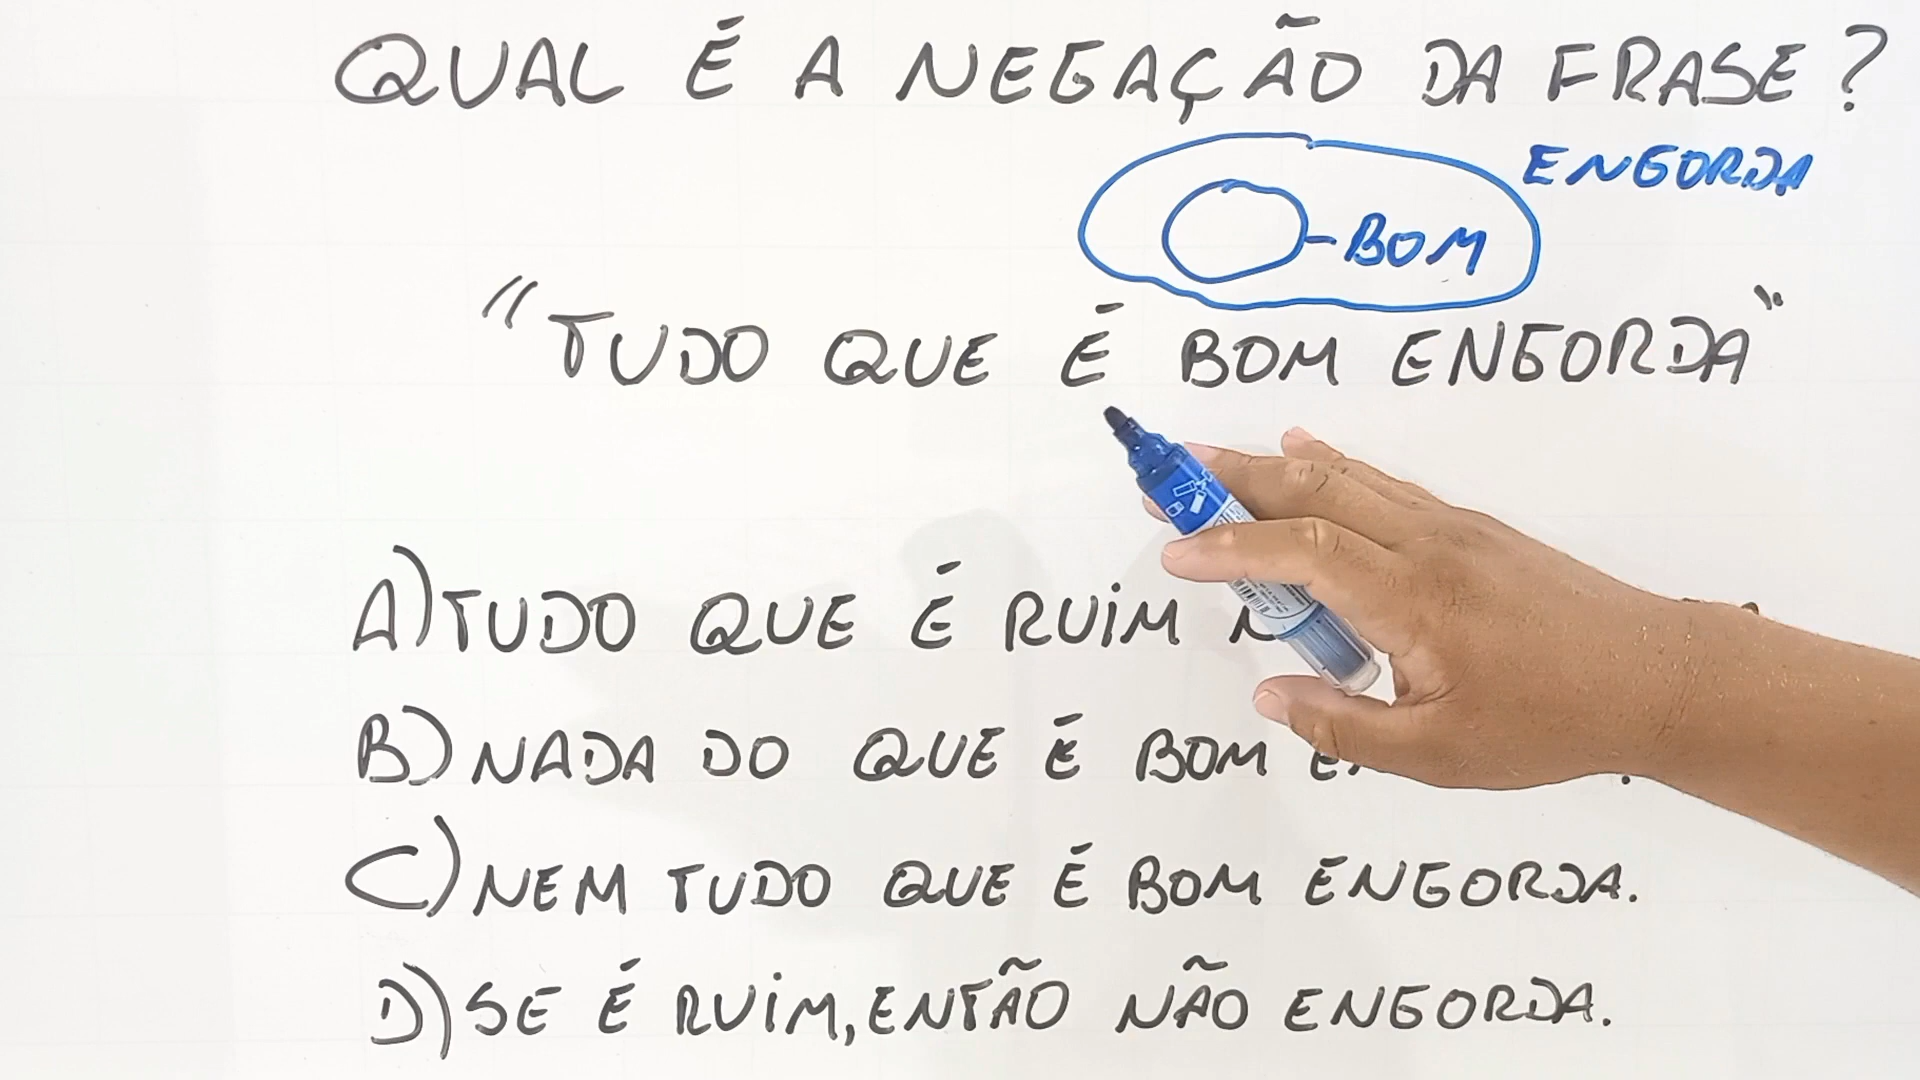 QUAL É A NEGAÇÃO DA FRASE?
ENGORDA
BOM
"TUDO QUE É BOM ENGORDA"
A) TUDO QUE É RUIM
B) NADA DO QUE É BOM
C) NEM TUDO QUE É BOM ENGORDA.
D) SE É RUIM, ENTÃO NÃO ENGORDA.